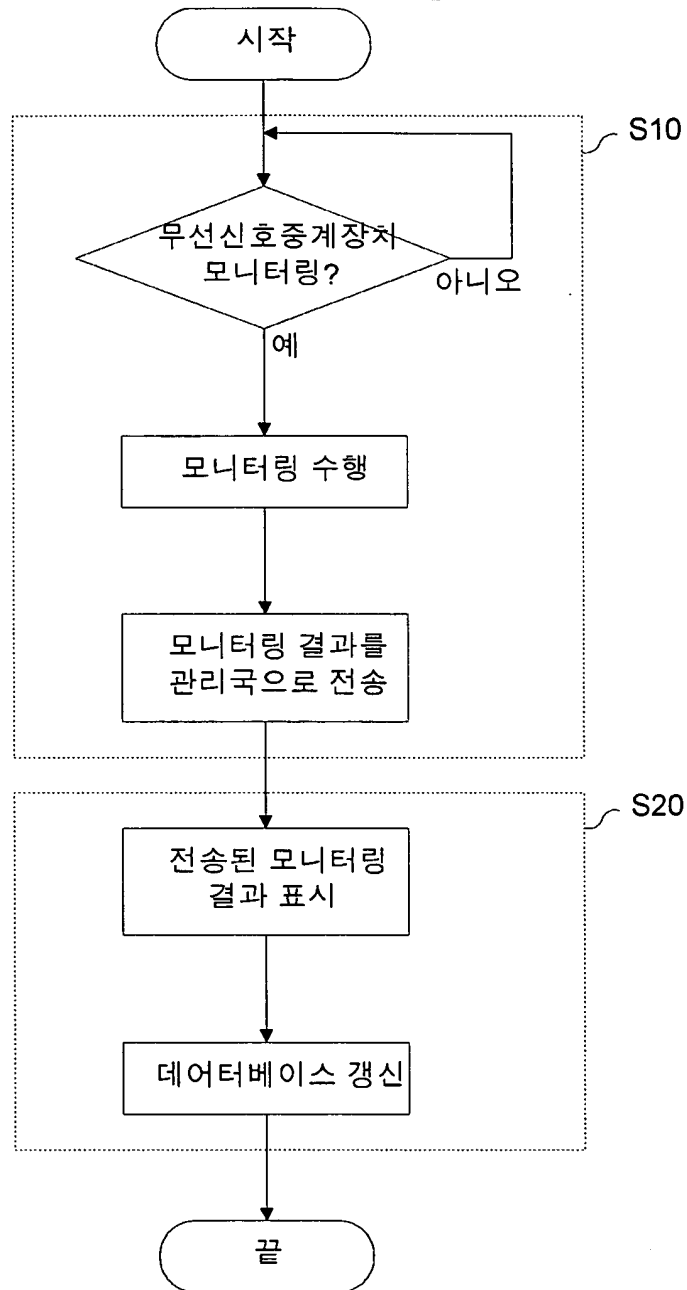 시작
S10
무선신호중계장치
모니터링?
아니오
예
모니터링 수행
모니터링 결과를
관리국으로 전송
S20
전송된 모니터링
결과 표시
데어터베이스 갱신
끝